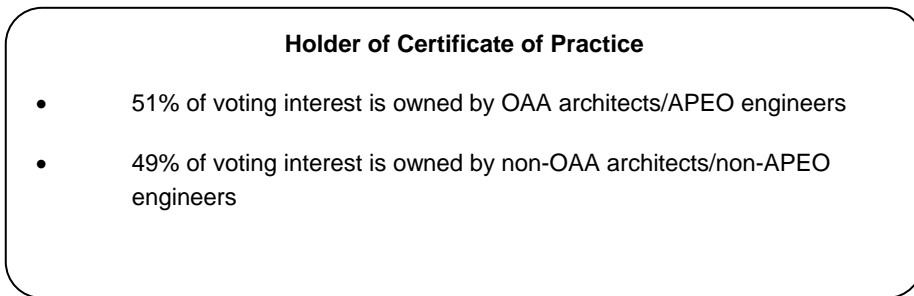 Holder of Certificate of Practice
• 51% of voting interest is owned by OAA architects/APEO engineers
• 49% of voting interest is owned by non-OAA architects/non-APEO
engineers